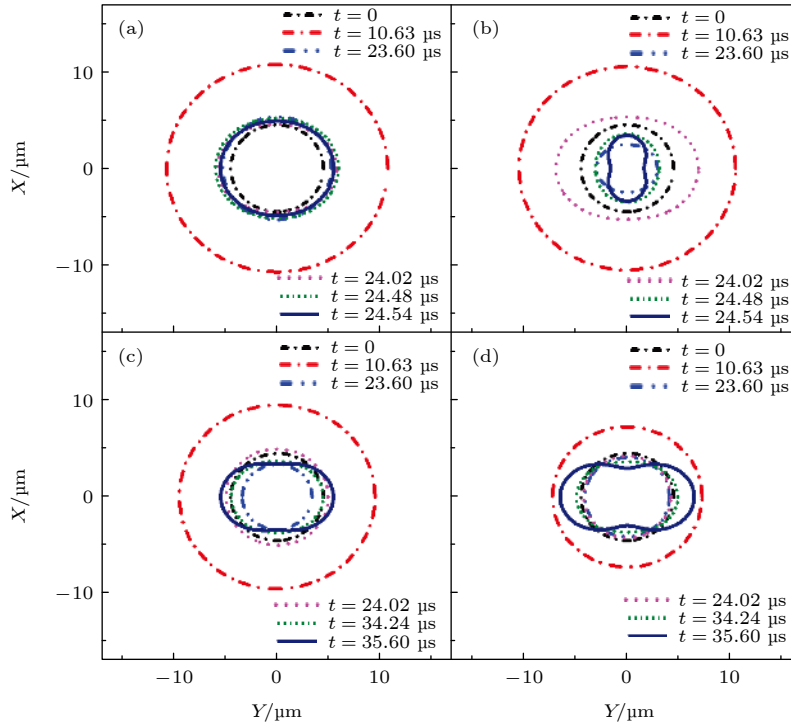 (a)
t = 0
t = 10.63 µs
t = 23.60 µs
t = 24.02 µs
t = 24.48 µs
t = 24.54 µs
(b)
t = 0
t = 10.63 µs
t = 23.60 µs
t = 24.02 µs
t = 24.48 µs
t = 24.54 µs
10
0
−10
X/µm
(c)
t = 0
t = 10.63 µs
t = 23.60 µs
t = 24.02 µs
t = 34.24 µs
t = 35.60 µs
(d)
t = 0
t = 10.63 µs
t = 23.60 µs
t = 24.02 µs
t = 34.24 µs
t = 35.60 µs
10
0
−10
X/µm
−10 0 10
−10 0 10
Y/µm
Y/µm